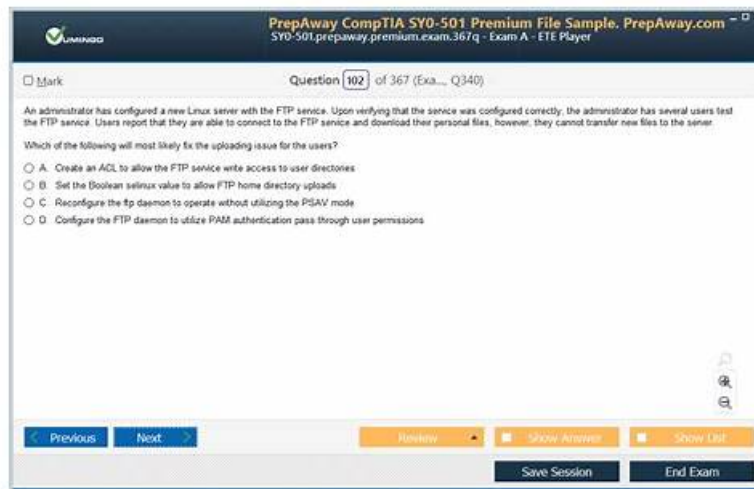 VUMINGO
PrepAway CompTIA SY0-501 Premium File Sample. PrepAway.com
SY0-501.prepaway.premium.exam.367q - Exam A - ETE Player
Mark
Question 102 of 367 (Exa..., Q340)
An administrator has configured a new Linux server with the FTP service. Upon verifying that the service was configured correctly, the administrator has several users test
the FTP service. Users report that they are able to connect to the FTP service and download their personal files, however, they cannot transfer new files to the server.
Which of the following will most likely fix the uploading issue for the users?
A. Create an ACL to allow the FTP service write access to user directories
B. Set the Boolean selinux value to allow FTP home directory uploads
C. Reconfigure the ftp daemon to operate without utilizing the PSAV mode
D. Configure the FTP daemon to utilize PAM authentication pass through user permissions
Previous
Next
Review
Show Answer
Show List
Save Session
End Exam